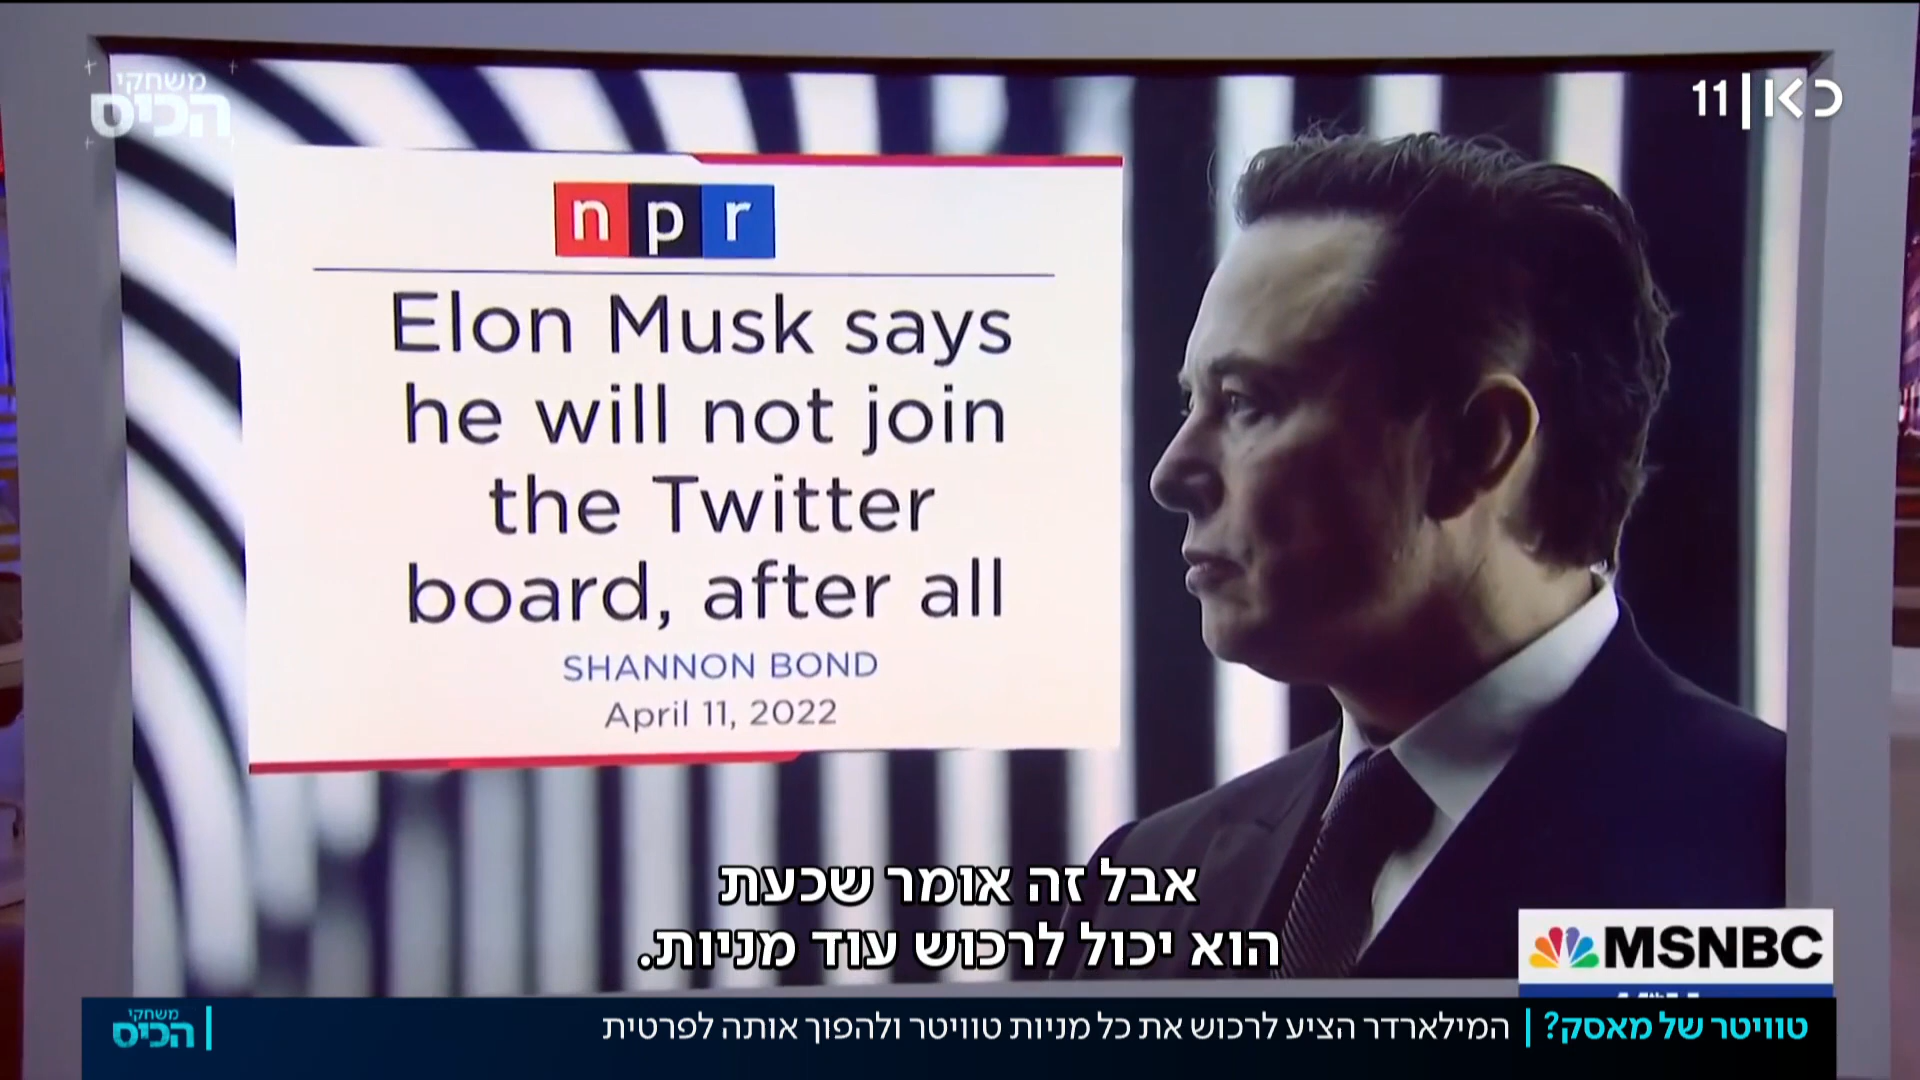 משחקי
הכיס
כאן | 11
npr
Elon Musk says
he will not join
the Twitter
board, after all
SHANNON BOND
April 11, 2022
אבל זה אומר שכעת
הוא יכול לרכוש עוד מניות.
MSNBC
טוויטר של מאסק? | המילארדר הציע לרכוש את כל מניות טוויטר ולהפוך אותה לפרטית
משחקי
הכיס